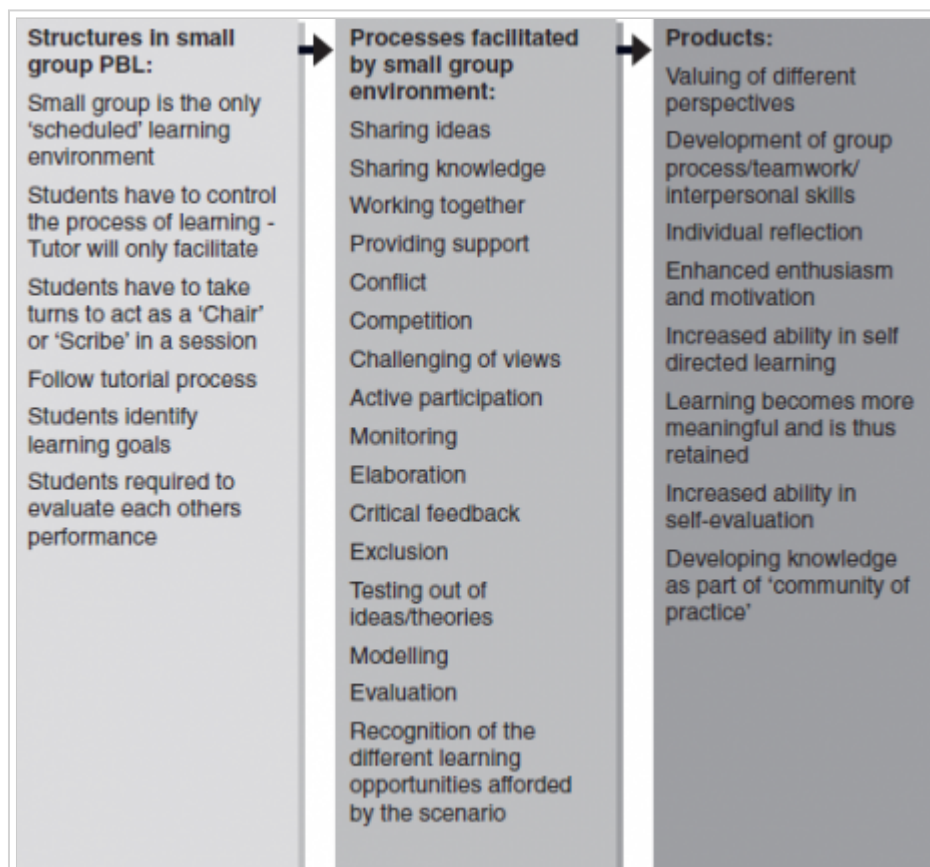 Structures in small
group PBL:
Small group is the only
‘scheduled’ learning
environment
Students have to control
the process of learning -
Tutor will only facilitate
Students have to take
turns to act as a ‘Chair’
or ‘Scribe’ in a session
Follow tutorial process
Students identify
learning goals
Students required to
evaluate each others
performance
Processes facilitated
by small group
environment:
Sharing ideas
Sharing knowledge
Working together
Providing support
Conflict
Competition
Challenging of views
Active participation
Monitoring
Elaboration
Critical feedback
Exclusion
Testing out of
ideas/theories
Modelling
Evaluation
Recognition of the
different learning
opportunities afforded
by the scenario
Products:
Valuing of different
perspectives
Development of group
process/teamwork/
interpersonal skills
Individual reflection
Enhanced enthusiasm
and motivation
Increased ability in self
directed learning
Learning becomes more
meaningful and is thus
retained
Increased ability in
self-evaluation
Developing knowledge
as part of ‘community of
practice’